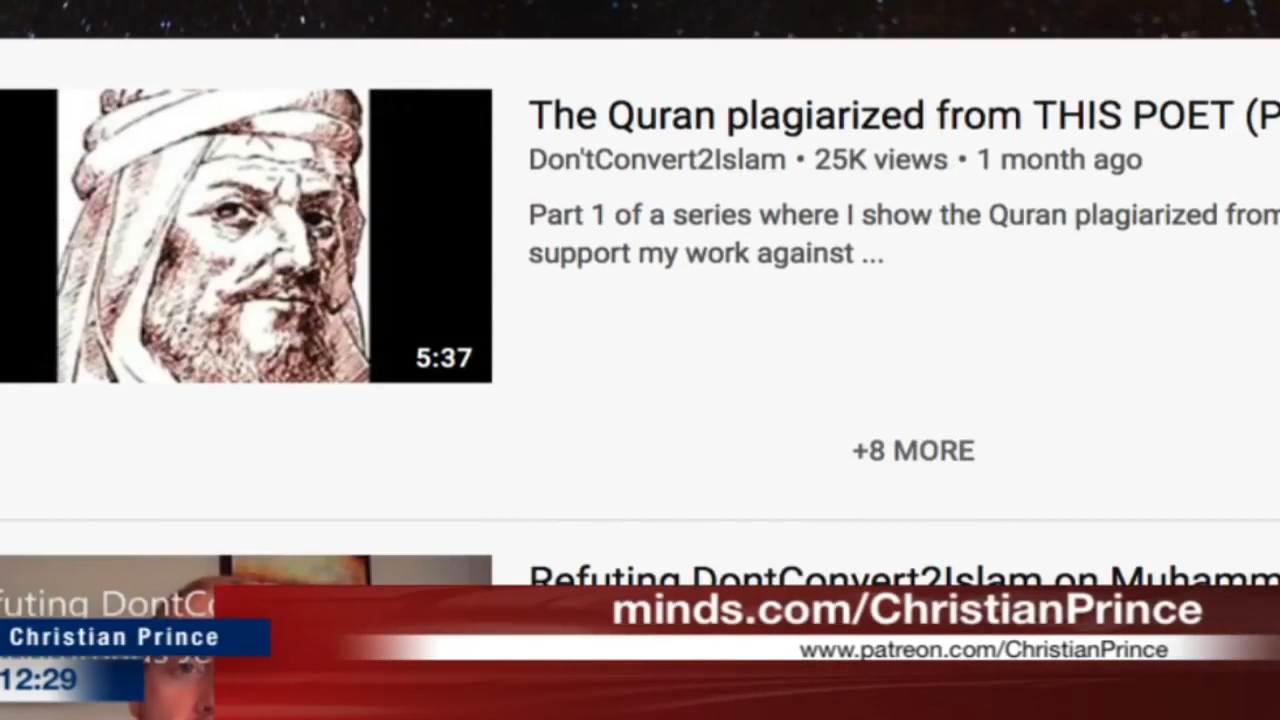 The Quran plagiarized from THIS POET (P
Don'tConvert2Islam • 25K views • 1 month ago
Part 1 of a series where I show the Quran plagiarized from
support my work against ...
5:37
+8 MORE
Refuting DontConvert2Islam on Muhamm
futing DontCo
minds.com/ChristianPrince
Christian Prince
www.patreon.com/ChristianPrince
12:29